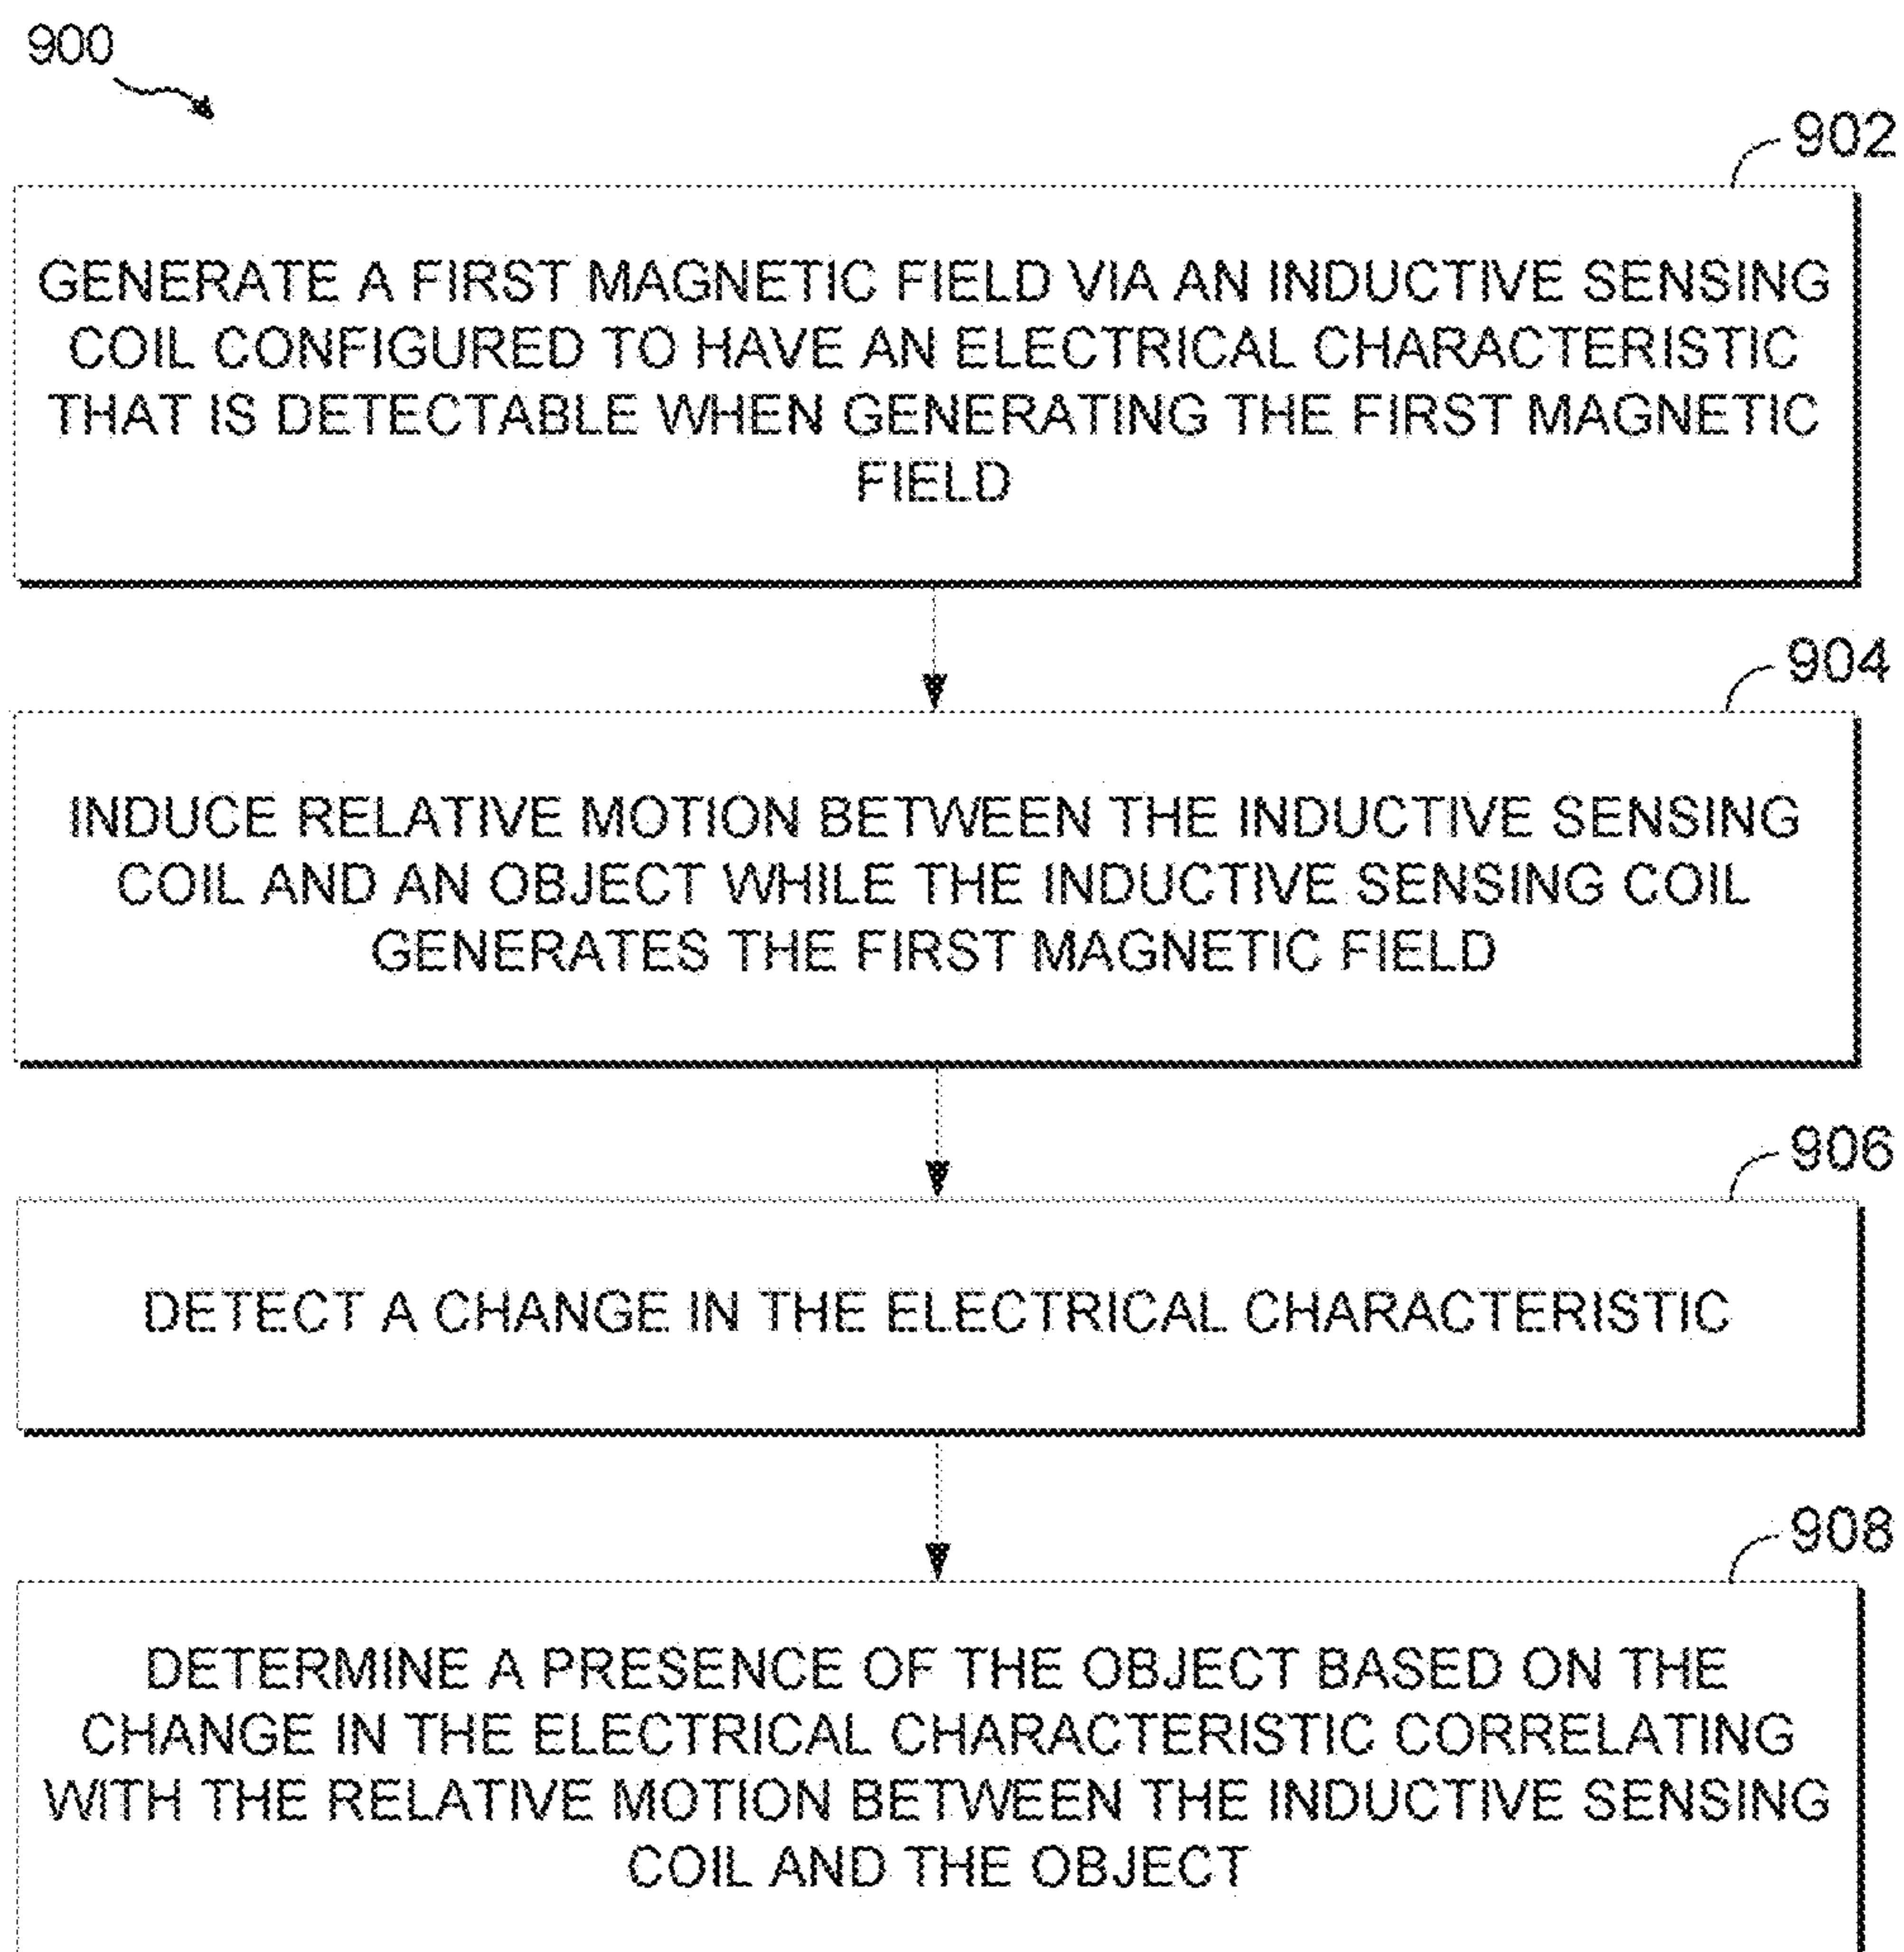 900
902
GENERATE A FIRST MAGNETIC FIELD VIA AN INDUCTIVE SENSING
COIL CONFIGURED TO HAVE AN ELECTRICAL CHARACTERISTIC
THAT IS DETECTABLE WHEN GENERATING THE FIRST MAGNETIC
FIELD
904
INDUCE RELATIVE MOTION BETWEEN THE INDUCTIVE SENSING
COIL AND AN OBJECT WHILE THE INDUCTIVE SENSING COIL
GENERATES THE FIRST MAGNETIC FIELD
906
DETECT A CHANGE IN THE ELECTRICAL CHARACTERISTIC
908
DETERMINE A PRESENCE OF THE OBJECT BASED ON THE
CHANGE IN THE ELECTRICAL CHARACTERISTIC CORRELATING
WITH THE RELATIVE MOTION BETWEEN THE INDUCTIVE SENSING
COIL AND THE OBJECT